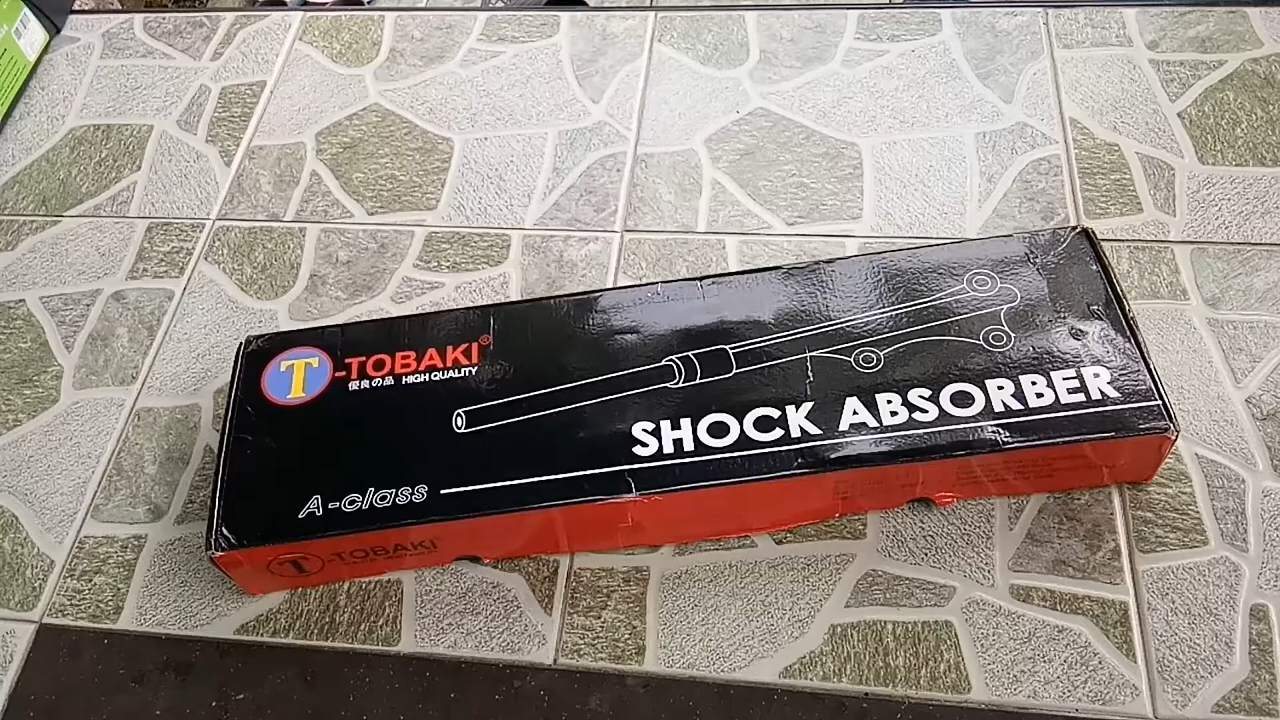 T-TOBAKI®
優良の品 HIGH QUALITY
SHOCK ABSORBER
A-class
T-TOBAKI